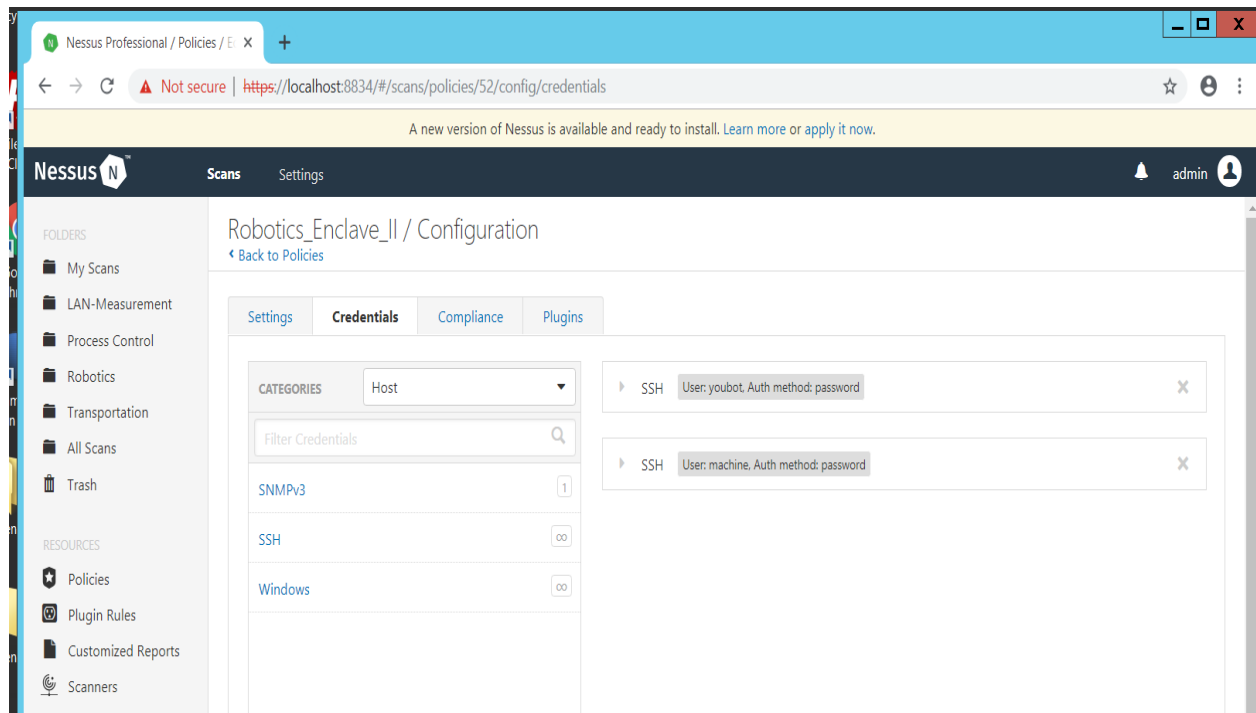 Nessus Professional / Policies / E
Not secure | https://localhost:8834/#/scans/policies/52/config/credentials
A new version of Nessus is available and ready to install. Learn more or apply it now.
Nessus N ™
Scans Settings
admin
FOLDERS
My Scans
LAN-Measurement
Process Control
Robotics
Transportation
All Scans
Trash
RESOURCES
Policies
Plugin Rules
Customized Reports
Scanners
Robotics_Enclave_II / Configuration
Back to Policies
Settings Credentials Compliance Plugins
CATEGORIES Host
Filter Credentials
SNMPv3 1
SSH ∞
Windows ∞
SSH User: youbot, Auth method: password
SSH User: machine, Auth method: password